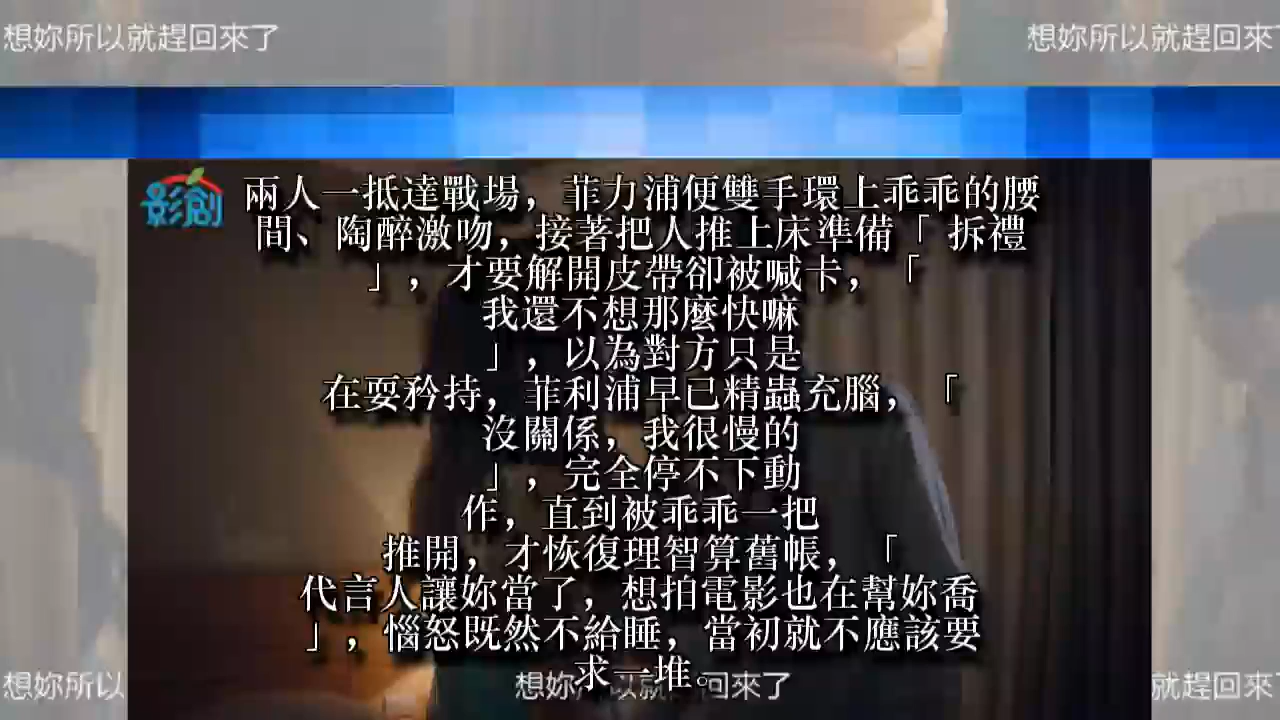 想妳所以就趕回來了
想妳所以就趕回來
影創
兩人一抵達戰場，菲力浦便雙手環上乖乖的腰
間、陶醉激吻，接著把人推上床準備「 拆禮
」，才要解開皮帶卻被喊卡，「
我還不想那麼快嘛
」，以為對方只是
在耍矜持，菲利浦早已精蟲充腦，「
沒關係，我很慢的
」，完全停不下動
作，直到被乖乖一把
推開，才恢復理智算舊帳，「
代言人讓妳當了，想拍電影也在幫妳喬
」，惱怒既然不給睡，當初就不應該要
求一堆。
想妳所以
想妳 以就 回來了
就趕回來